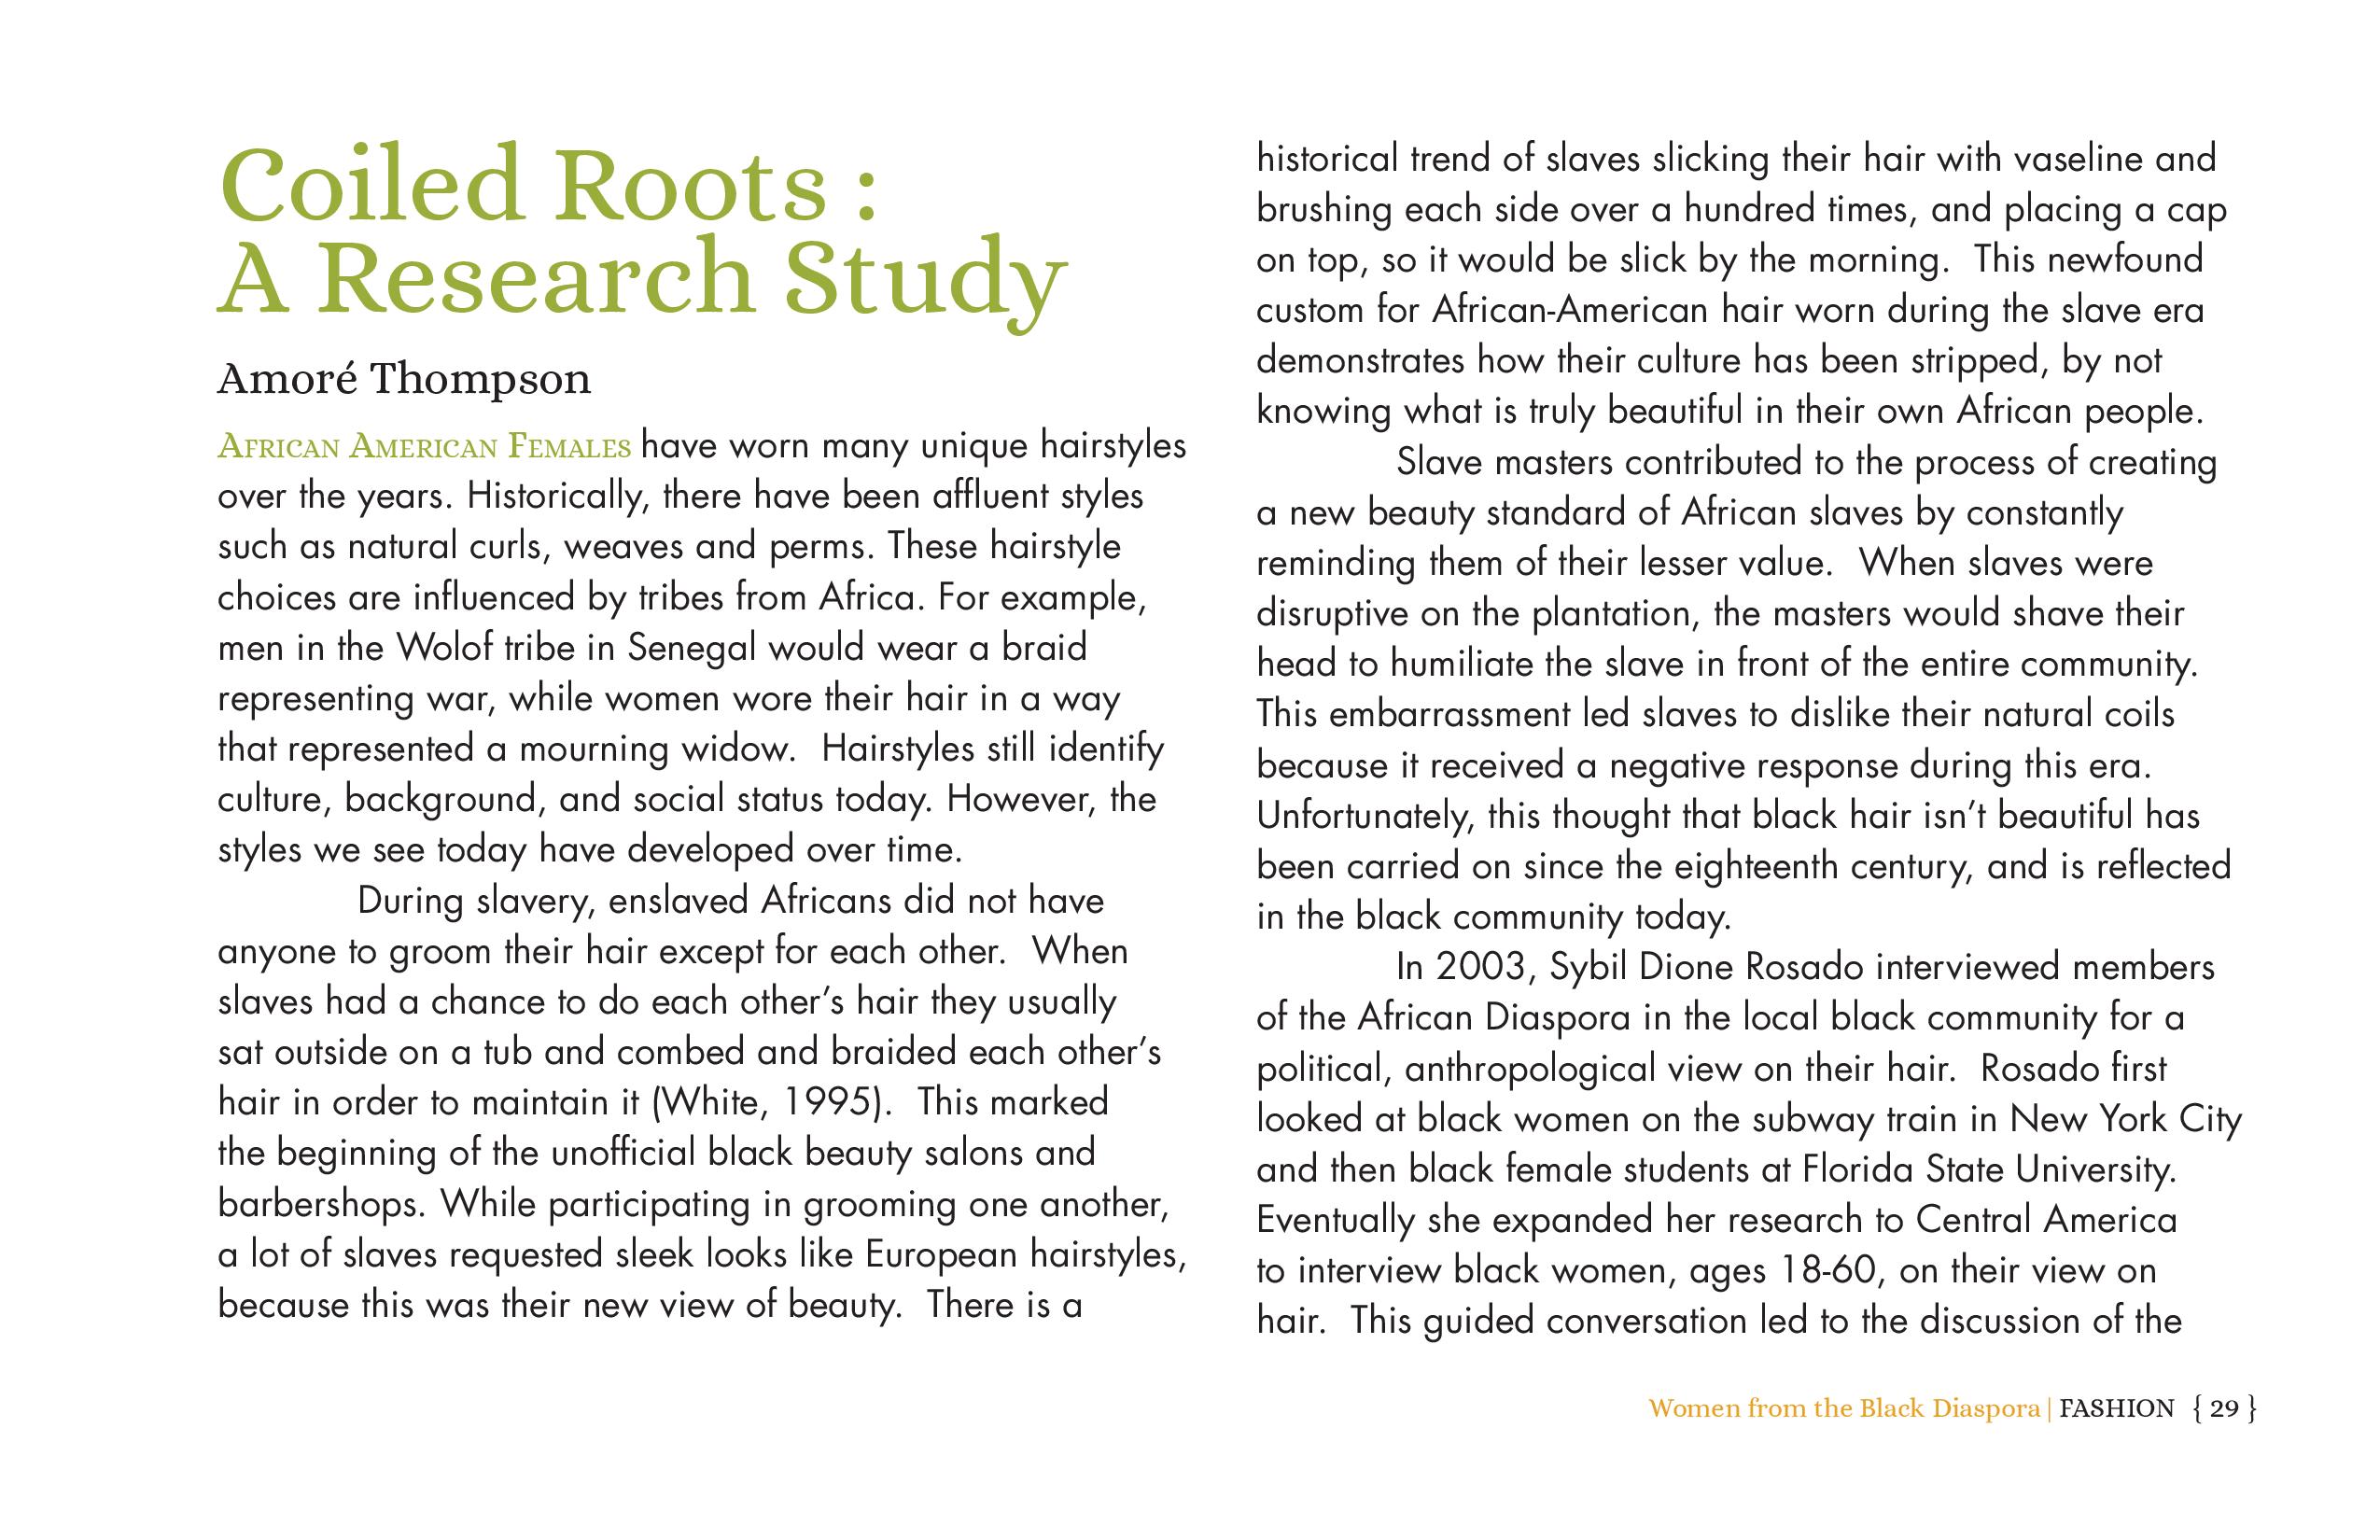 Coiled Roots :
A Research Study
Amoré Thompson
African American Females have worn many unique hairstyles
over the years. Historically, there have been affluent styles
such as natural curls, weaves and perms. These hairstyle
choices are influenced by tribes from Africa. For example,
men in the Wolof tribe in Senegal would wear a braid
representing war, while women wore their hair in a way
that represented a mourning widow.  Hairstyles still identify
culture, background, and social status today. However, the
styles we see today have developed over time.
During slavery, enslaved Africans did not have
anyone to groom their hair except for each other.  When
slaves had a chance to do each other’s hair they usually
sat outside on a tub and combed and braided each other’s
hair in order to maintain it (White, 1995).  This marked
the beginning of the unofficial black beauty salons and
barbershops. While participating in grooming one another,
a lot of slaves requested sleek looks like European hairstyles,
because this was their new view of beauty.  There is a
historical trend of slaves slicking their hair with vaseline and
brushing each side over a hundred times, and placing a cap
on top, so it would be slick by the morning.  This newfound
custom for African-American hair worn during the slave era
demonstrates how their culture has been stripped, by not
knowing what is truly beautiful in their own African people.
Slave masters contributed to the process of creating
a new beauty standard of African slaves by constantly
reminding them of their lesser value.  When slaves were
disruptive on the plantation, the masters would shave their
head to humiliate the slave in front of the entire community.
This embarrassment led slaves to dislike their natural coils
because it received a negative response during this era.
Unfortunately, this thought that black hair isn’t beautiful has
been carried on since the eighteenth century, and is reflected
in the black community today.
In 2003, Sybil Dione Rosado interviewed members
of the African Diaspora in the local black community for a
political, anthropological view on their hair.  Rosado first
looked at black women on the subway train in New York City
and then black female students at Florida State University.
Eventually she expanded her research to Central America
to interview black women, ages 18-60, on their view on
hair.  This guided conversation led to the discussion of the
Women from the Black Diaspora | FASHION { 29 }